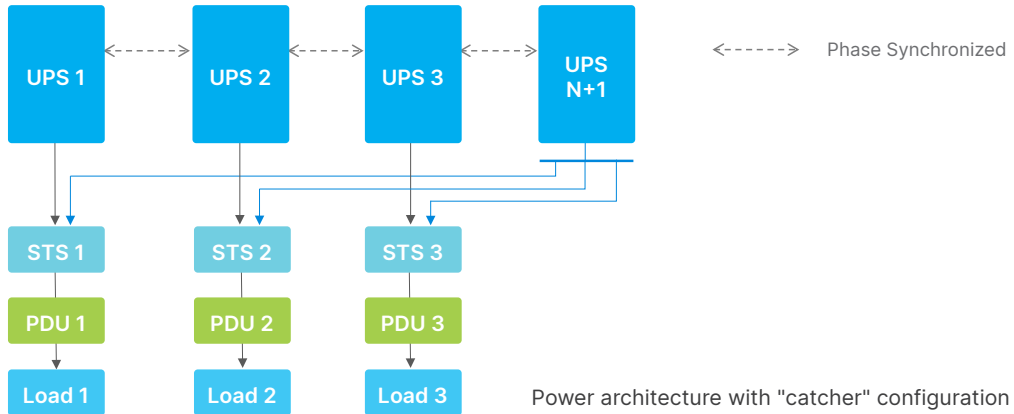 UPS 1
UPS 2
UPS 3
UPS
N+1
Phase Synchronized
STS 1
STS 2
STS 3
PDU 1
PDU 2
PDU 3
Load 1
Load 2
Load 3
Power architecture with "catcher" configuration